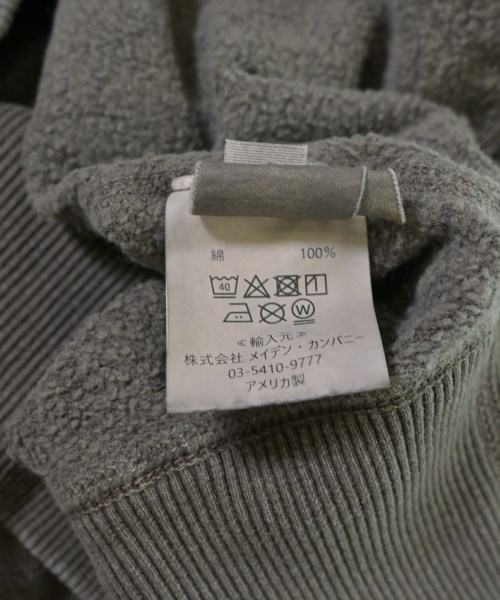 綿 100%
40
W
≪輸入元≫
株式会社 メイデン・カンパニー
03-5410-9777
アメリカ製